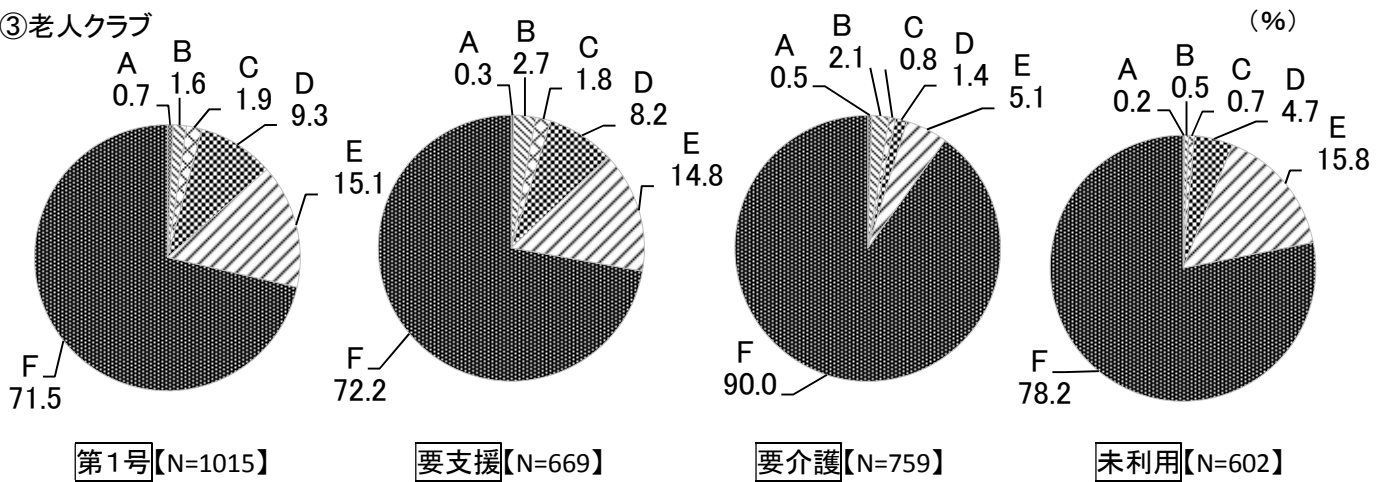 ③老人クラブ
（%）
A
0.7
B
1.6
C
1.9
D
9.3
E
15.1
F
71.5
第１号【N=1015】
A
0.3
B
2.7
C
1.8
D
8.2
E
14.8
F
72.2
要支援【N=669】
A
0.5
B
2.1
C
0.8
D
1.4
E
5.1
F
90.0
要介護【N=759】
A
0.2
B
0.5
C
0.7
D
4.7
E
15.8
F
78.2
未利用【N=602】